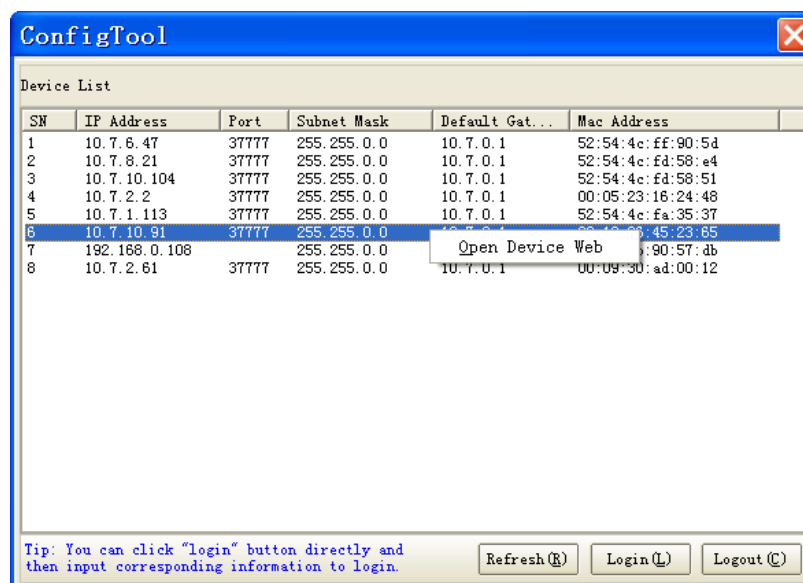 ConfigTool
Device List
SN IP Address Port Subnet Mask Default Gat... Mac Address
1 10.7.6.47 37777 255.255.0.0 10.7.0.1 52:54:4c:ff:90:5d
2 10.7.8.21 37777 255.255.0.0 10.7.0.1 52:54:4c:fd:58:e4
3 10.7.10.104 37777 255.255.0.0 10.7.0.1 52:54:4c:fd:58:51
4 10.7.2.2 37777 255.255.0.0 10.7.0.1 00:05:23:16:24:48
5 10.7.1.113 37777 255.255.0.0 10.7.0.1 52:54:4c:fa:35:37
6 10.7.10.91 37777 255.255.0.0 :45:23:65
Open Device Web
7 192.168.0.108 255.255.0.0 :90:57:db
8 10.7.2.61 37777 255.255.0.0 10.7.0.1 00:09:30:ad:00:12
Tip: You can click "login" button directly and
then input corresponding information to login.
Refresh(R) Login(L) Logout(C)